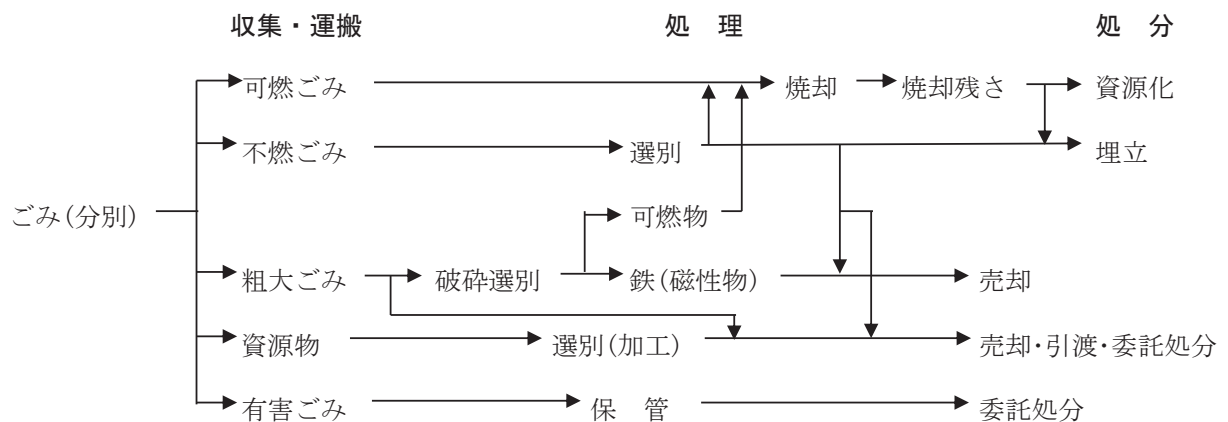 収集・運搬 処　理 処　分
可燃ごみ 焼却 焼却残さ 資源化
不燃ごみ 選別 埋立
ごみ(分別) 可燃物
粗大ごみ 破砕選別 鉄(磁性物) 売却
資源物 選別(加工) 売却･引渡･委託処分
有害ごみ 保　管 委託処分